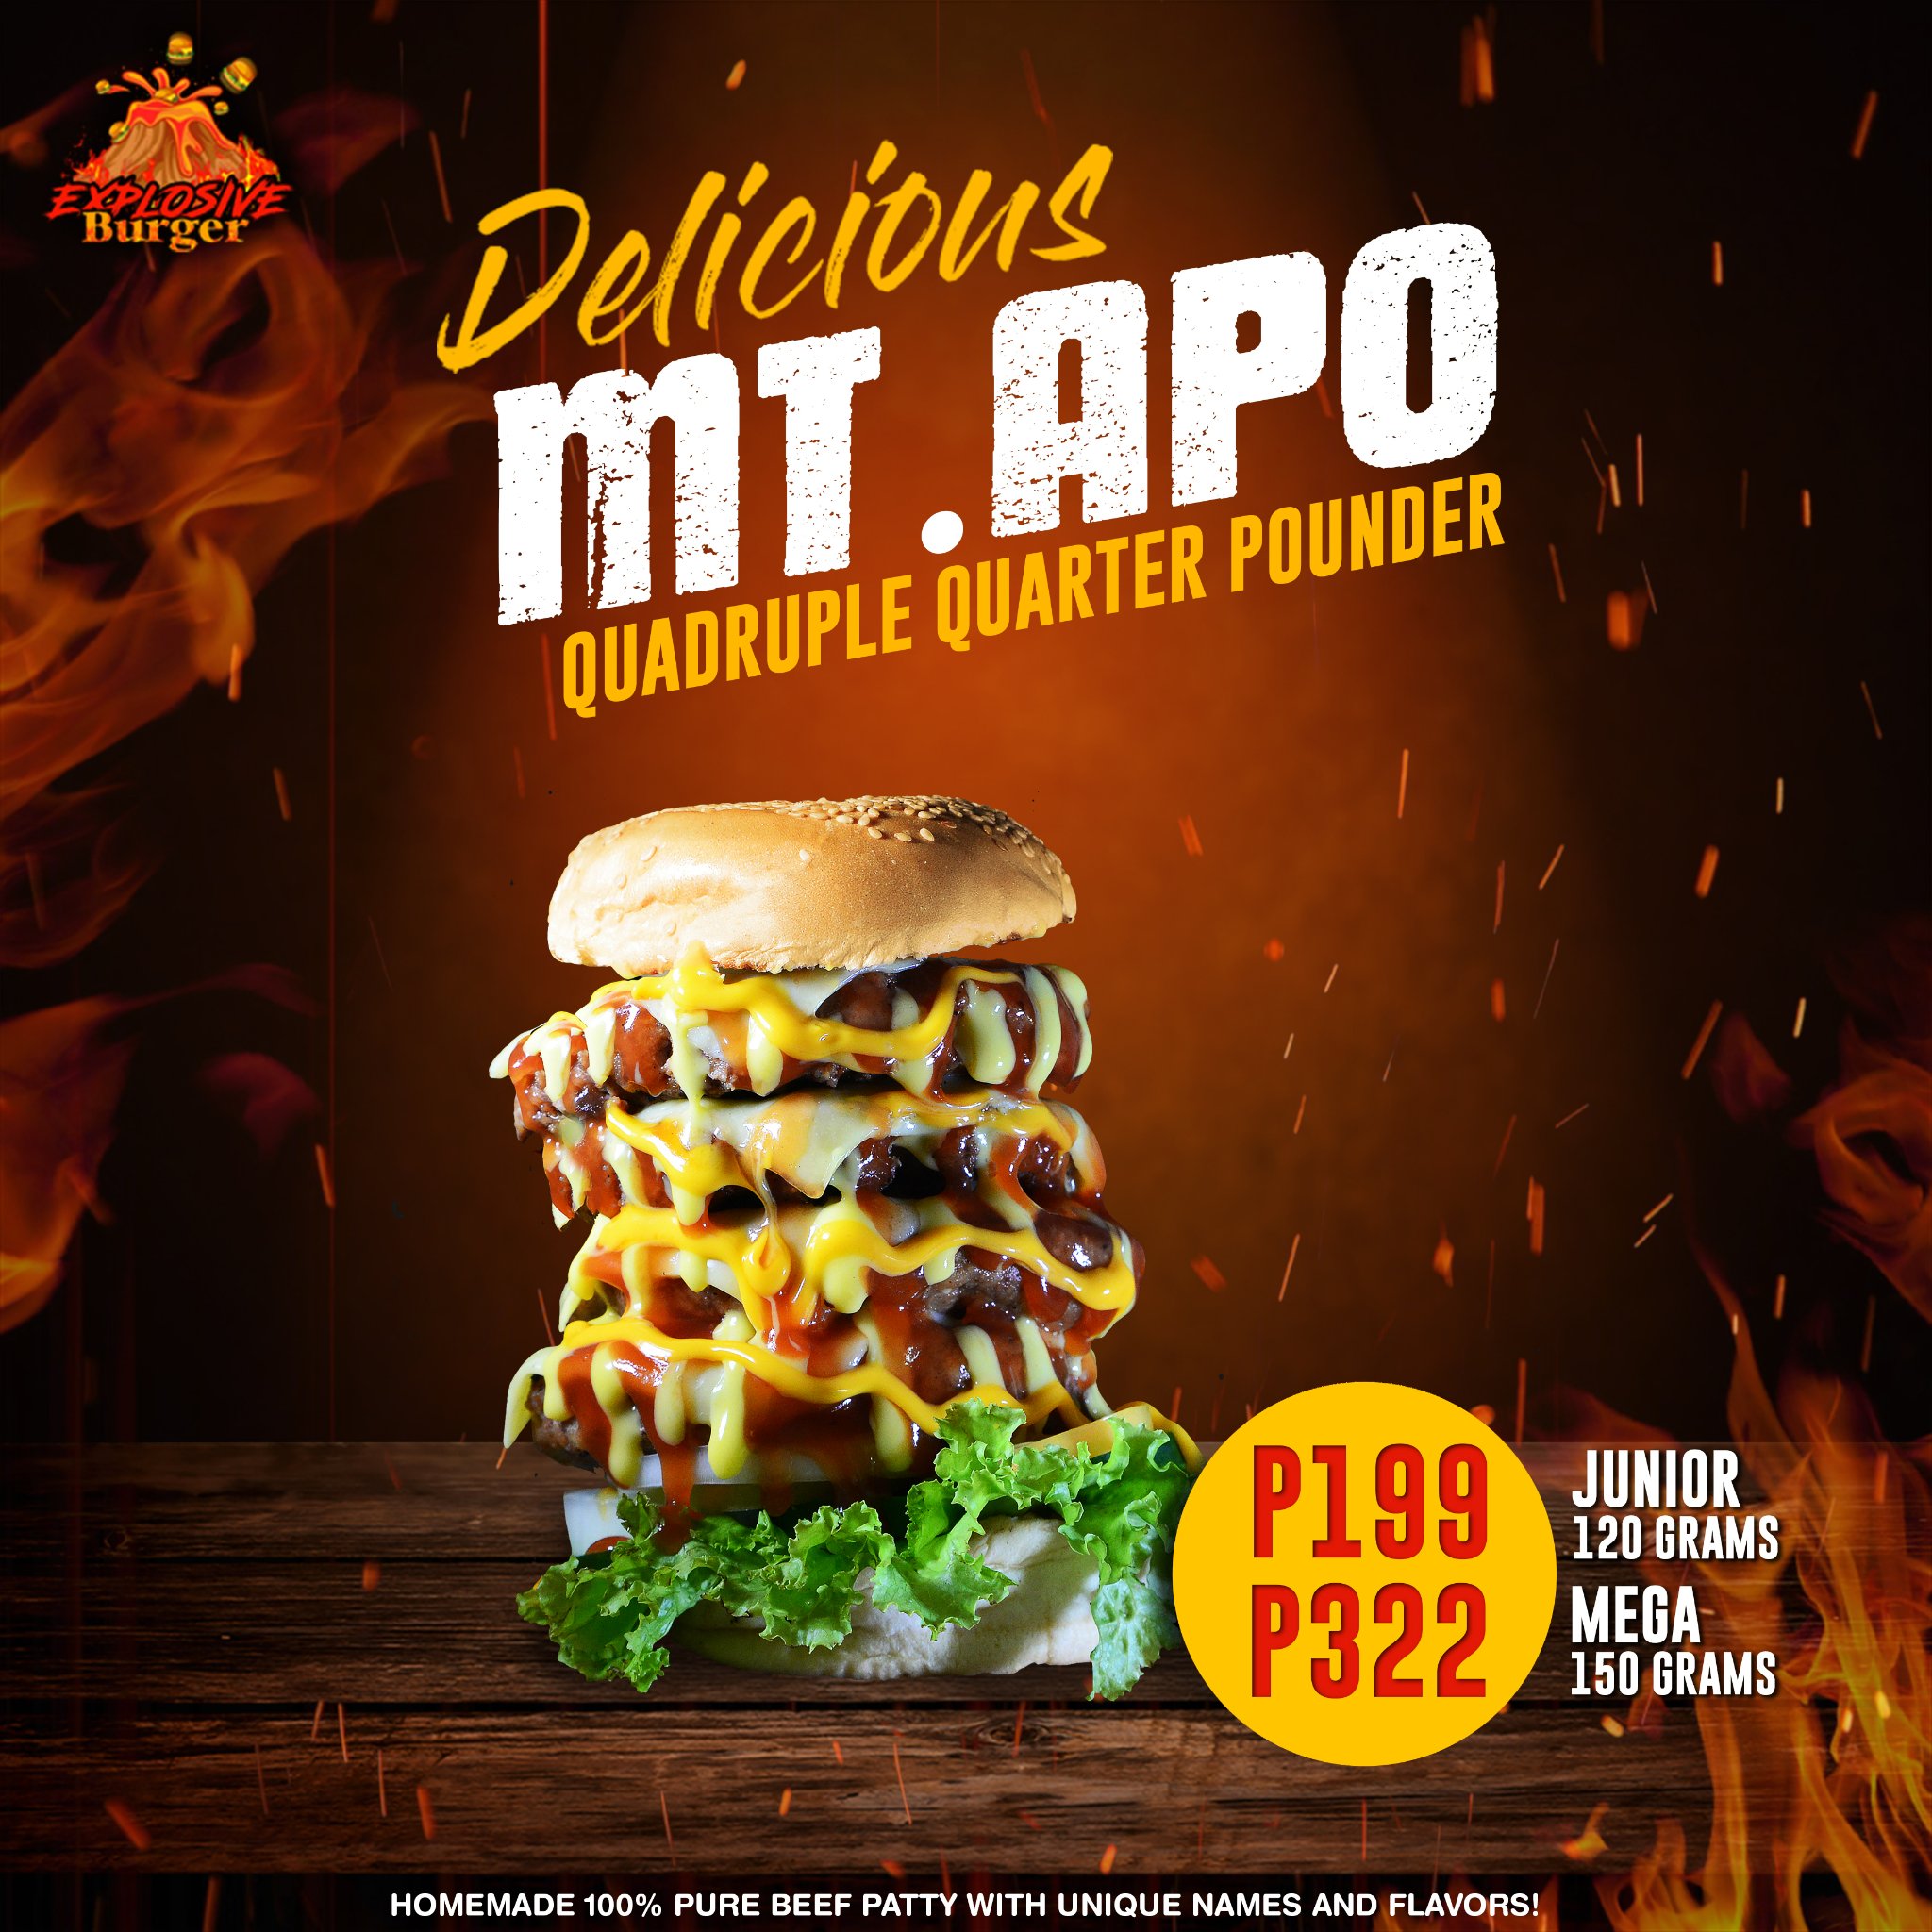 EXPLOSIVE
Burger
Delicious
MT.APO
QUADRUPLE QUARTER POUNDER
P199
JUNIOR
120 GRAMS
P322
MEGA
150 GRAMS
HOMEMADE 100% PURE BEEF PATTY WITH UNIQUE NAMES AND FLAVORS!